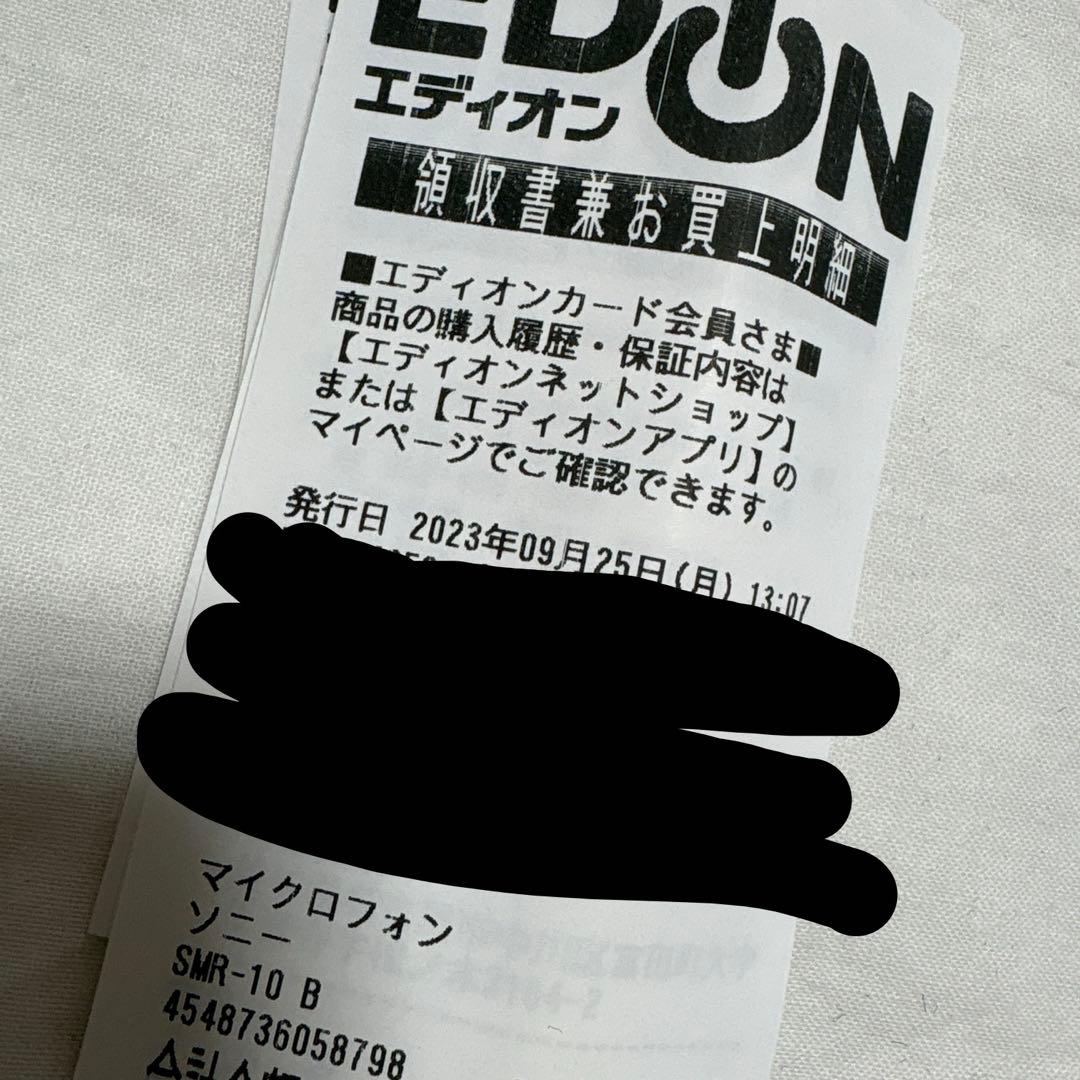 EDION
エディオン
領収書兼お買上明細
■エディオンカード会員さま■
商品の購入履歴・保証内容は
【エディオンネットショップ】
または【エディオンアプリ】の
マイページでご確認できます。
発行日 2023年09月25日(月) 13:07
マイクロフォン
ソニー
SMR-10 B
4548736058798